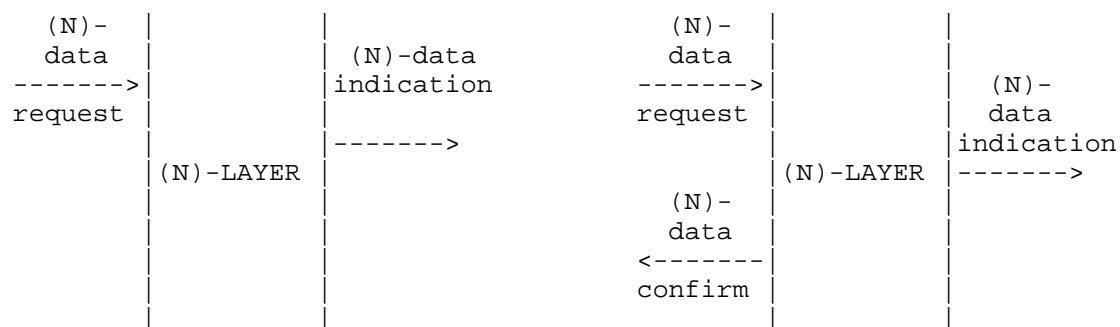 (N)- | | (N)- | |
data | | (N)-data data | |
------->| |indication ------->| | (N)-
request | | request | | data
| |-------> | |indication
|(N)-LAYER | |(N)-LAYER |------->
| | (N)- | |
| | data | |
| | <-------| |
| | confirm | |
| | | |